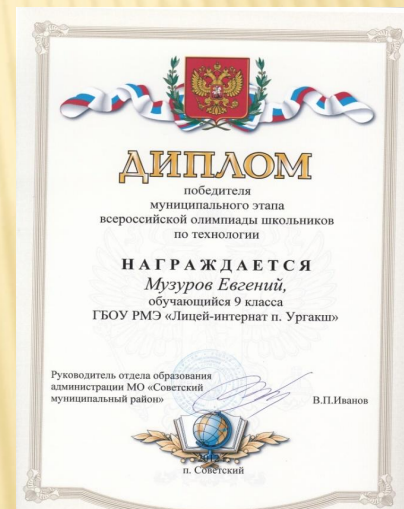 ДИПЛОМ
победителя
муниципального этапа
всероссийской олимпиады школьников
по технологии
НАГРАЖДАЕТСЯ
Музуров Евгений,
обучающийся 9 класса
ГБОУ РМЭ «Лицей-интернат п. Ургакш»
Руководитель отдела образования
администрации МО «Советский
муниципальный район»
В.П.Иванов
2012
п. Советский